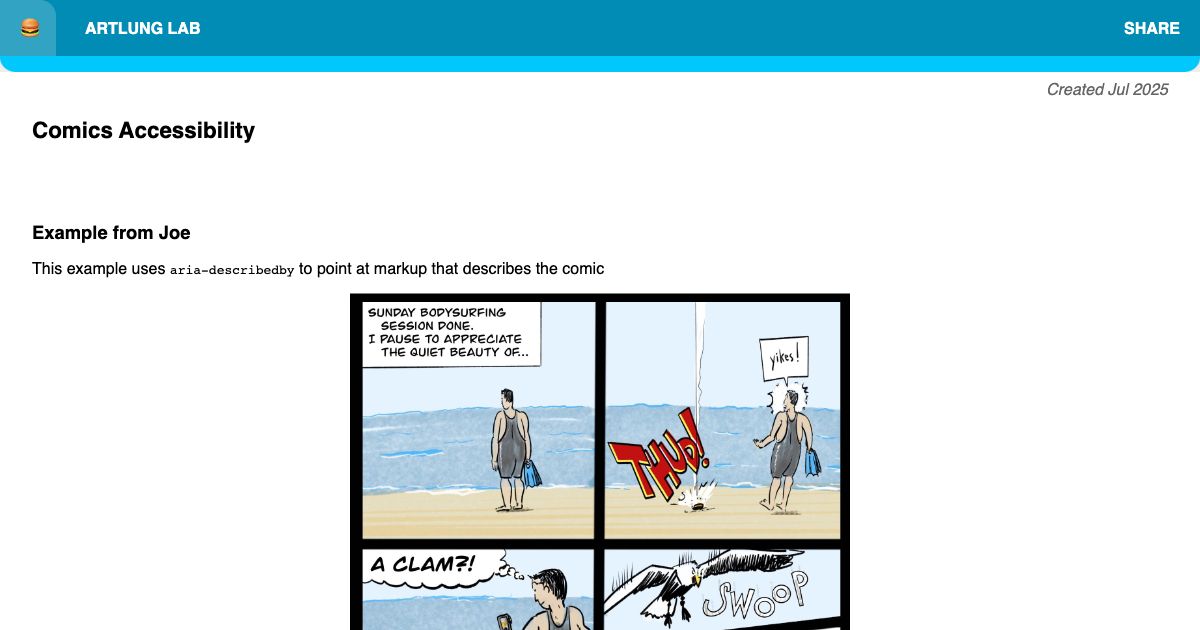 ARTLUNG LAB
SHARE
Created Jul 2025
Comics Accessibility
Example from Joe
This example uses aria-describedby to point at markup that describes the comic
SUNDAY BODYSURFING
SESSION DONE.
I PAUSE TO APPRECIATE
THE QUIET BEAUTY OF...
yikes!
THUD!
A CLAM?!
SWOOP